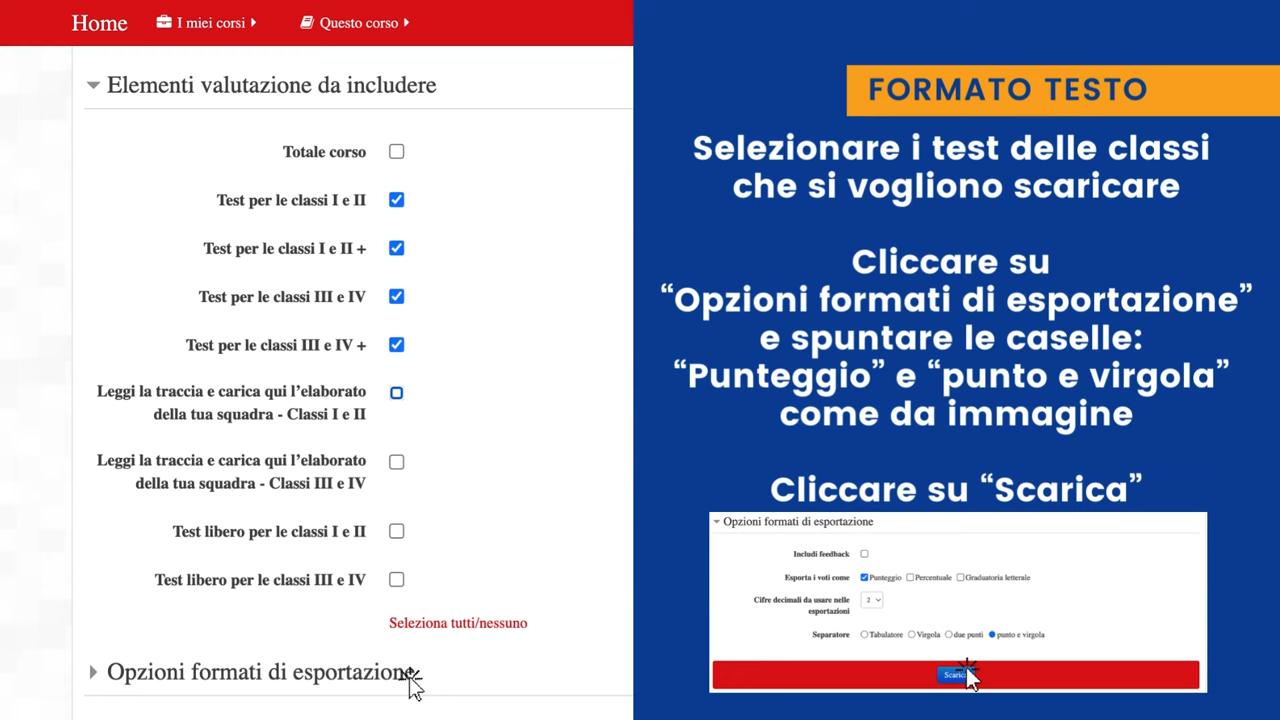 Home
I miei corsi
Questo corso
Elementi valutazione da includere
Totale corso
Test per le classi I e II
Test per le classi I e II +
Test per le classi III e IV
Test per le classi III e IV +
Leggi la traccia e carica qui l’elaborato
della tua squadra - Classi I e II
Leggi la traccia e carica qui l’elaborato
della tua squadra - Classi III e IV
Test libero per le classi I e II
Test libero per le classi III e IV
Seleziona tutti/nessuno
Opzioni formati di esportazione
FORMATO TESTO
Selezionare i test delle classi
che si vogliono scaricare
Cliccare su
“Opzioni formati di esportazione”
e spuntare le caselle:
“Punteggio” e “punto e virgola”
come da immagine
Cliccare su “Scarica”
Opzioni formati di esportazione
Includi feedback
Esporta i voti come
Punteggio Percentuale Graduatoria letterale
Cifre decimali da usare nelle
esportazioni
2
Separatore
Tabulatore Virgola due punti punto e virgola
Scarica